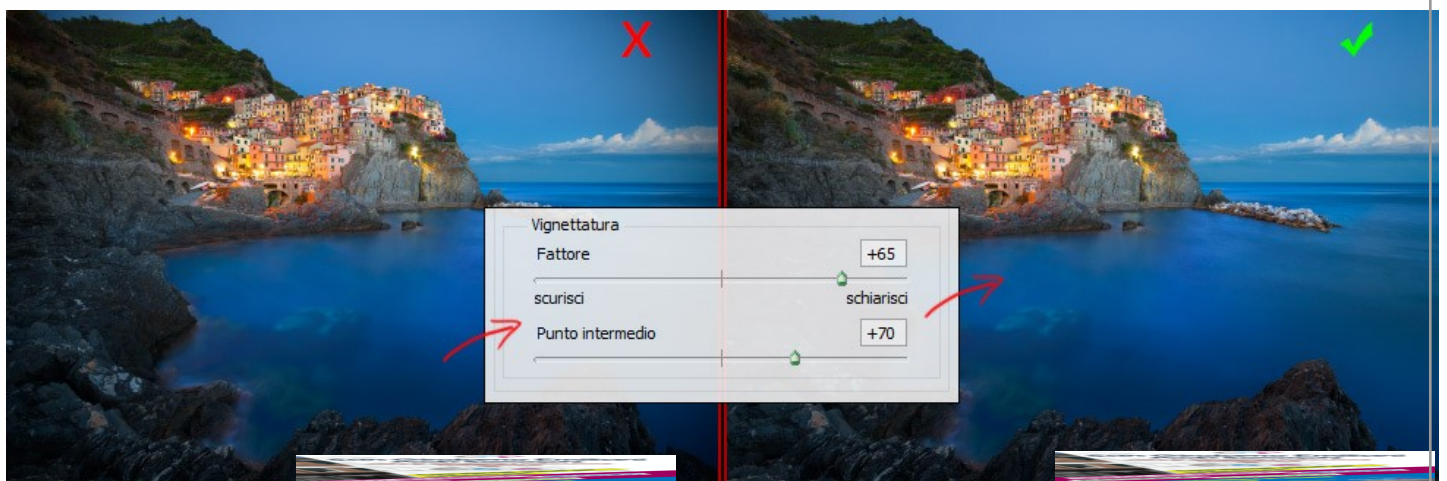 X
Vignettatura
Fattore +65
scurisci schiarisci
Punto intermedio +70